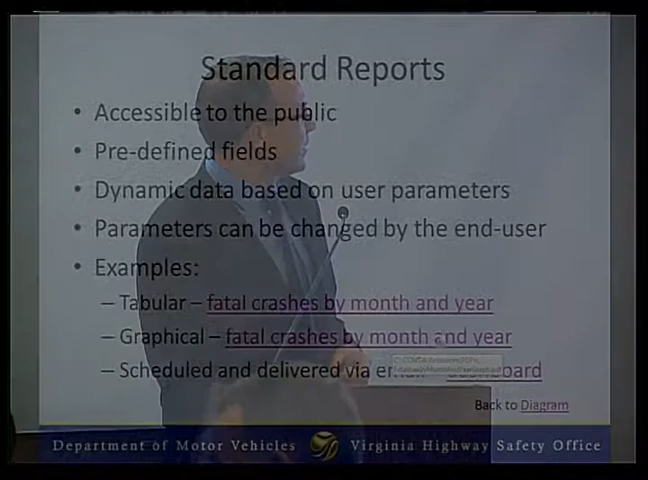 Standard Reports
• Accessible to the public
• Pre-defined fields
• Dynamic data based on user parameters
• Parameters can be changed by the end-user
• Examples:
– Tabular – fatal crashes by month and year
– Graphical – fatal crashes by month and year
– Scheduled and delivered via
Back to Diagram
Department of Motor Vehicles Virginia Highway Safety Office